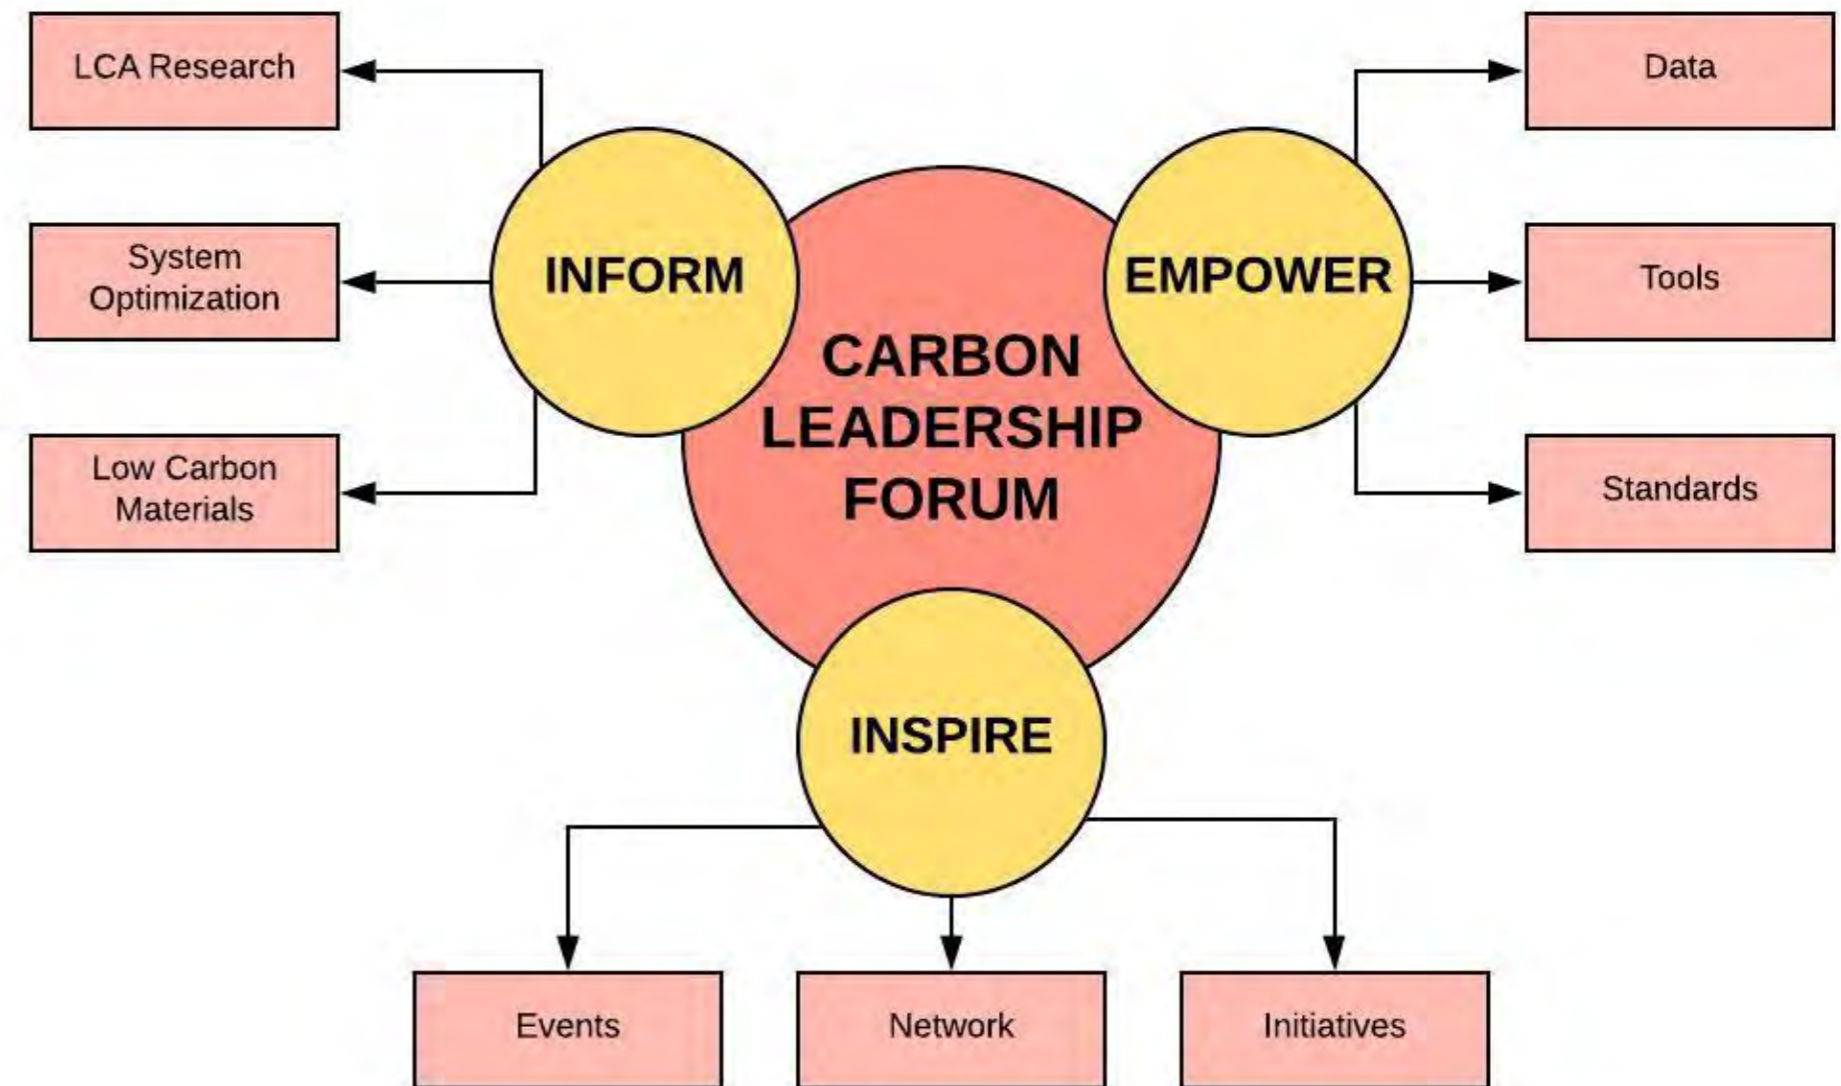 LCA Research
System
Optimization
Low Carbon
Materials
INFORM
CARBON
LEADERSHIP
FORUM
EMPOWER
Data
Tools
Standards
INSPIRE
Events
Network
Initiatives